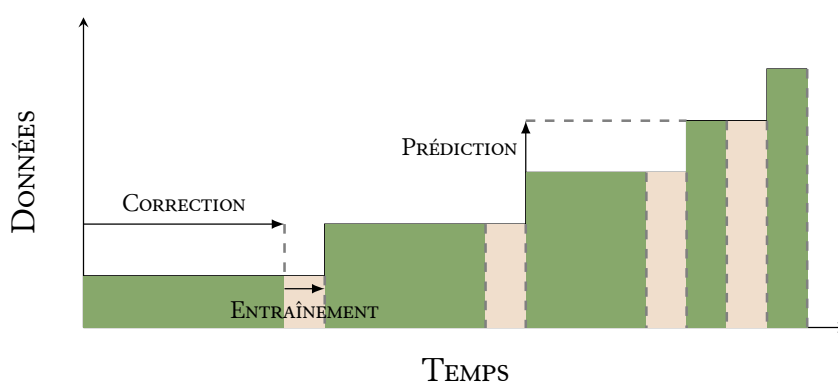 Données
Correction
Prédiction
Entraînement
Temps